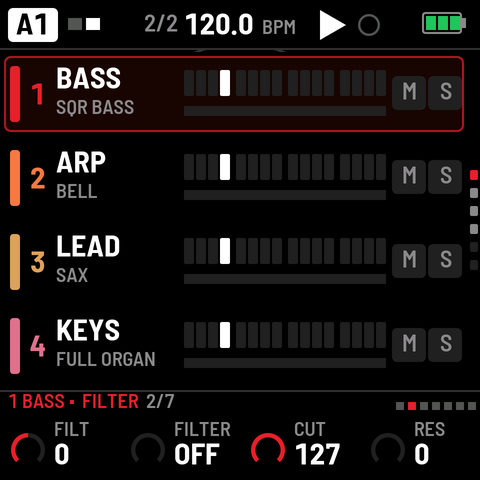 A1 2/2 120.0 BPM
1 BASS M S
SQR BASS
2 ARP M S
BELL
3 LEAD M S
SAX
4 KEYS M S
FULL ORGAN
1 BASS · FILTER 2/7
FILT FILTER CUT RES
0 OFF 127 0